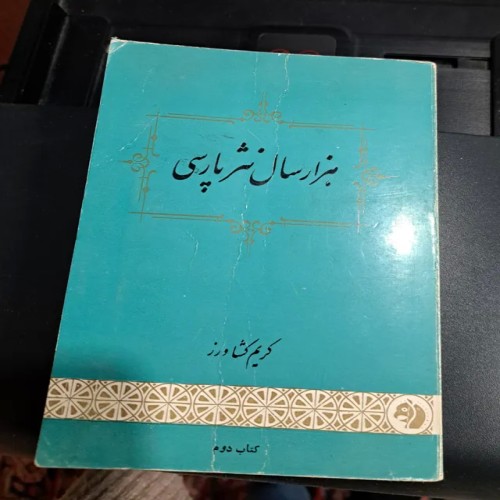 هزار سال نثر پارسی
کریم کشاورز
کتاب دوم